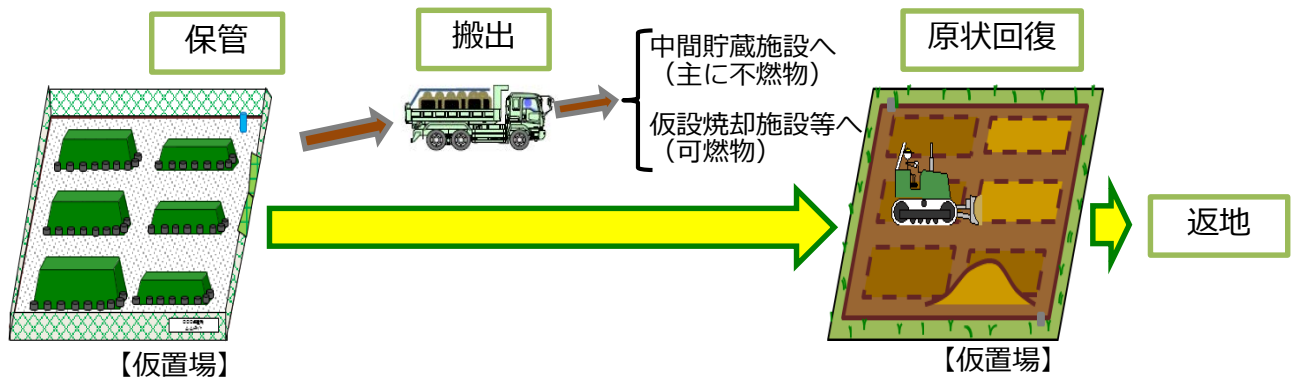 保管
搬出
中間貯蔵施設へ
（主に不燃物）
仮設焼却施設等へ
（可燃物）
原状回復
返地
【仮置場】
【仮置場】